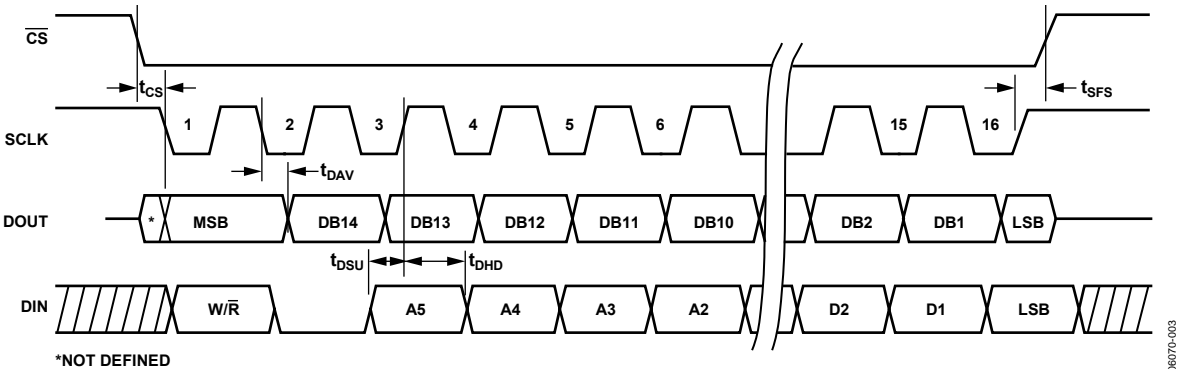 CS
tCS
tSFS
SCLK
1 2 3 4 5 6 15 16
tDAV
DOUT
* MSB DB14 DB13 DB12 DB11 DB10 DB2 DB1 LSB
tDSU tDHD
DIN
W/R A5 A4 A3 A2 D2 D1 LSB
*NOT DEFINED
06070-003